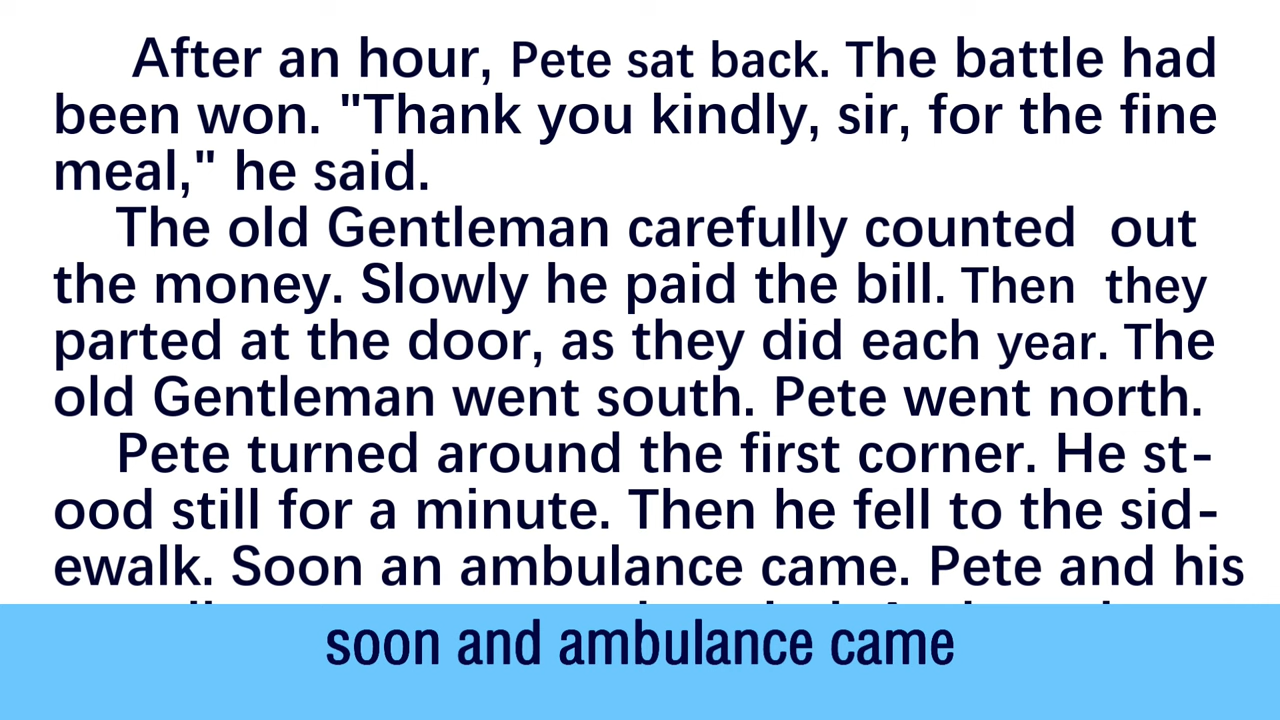 After an hour, Pete sat back. The battle had
been won. "Thank you kindly, sir, for the fine
meal," he said.
The old Gentleman carefully counted out
the money. Slowly he paid the bill. Then they
parted at the door, as they did each year. The
old Gentleman went south. Pete went north.
Pete turned around the first corner. He st-
ood still for a minute. Then he fell to the sid-
ewalk. Soon an ambulance came. Pete and his
soon and ambulance came